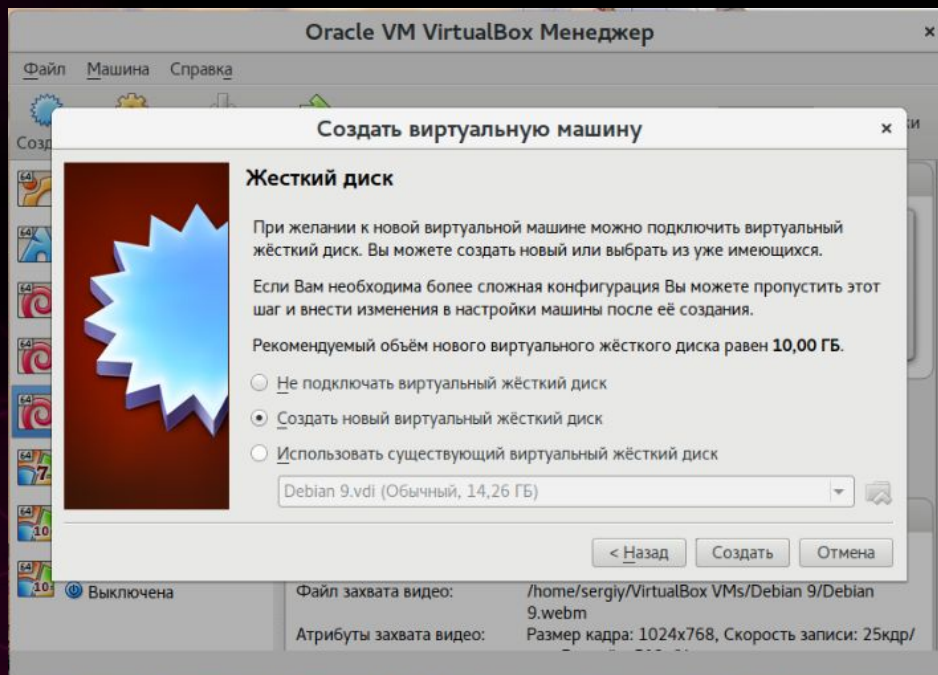 Oracle VM VirtualBox Менеджер
Файл Машина Справка
Создать виртуальную машину
Жесткий диск
При желании к новой виртуальной машине можно подключить виртуальный
жёсткий диск. Вы можете создать новый или выбрать из уже имеющихся.
Если Вам необходима более сложная конфигурация Вы можете пропустить этот
шаг и внести изменения в настройки машины после её создания.
Рекомендуемый объём нового виртуального жёсткого диска равен 10,00 ГБ.
Не подключать виртуальный жёсткий диск
Создать новый виртуальный жёсткий диск
Использовать существующий виртуальный жёсткий диск
Debian 9.vdi (Обычный, 14,26 ГБ)
< Назад Создать Отмена
Выключена
Файл захвата видео: /home/sergiy/VirtualBox VMs/Debian 9/Debian
9.webm
Атрибуты захвата видео: Размер кадра: 1024x768, Скорость записи: 25кдр/